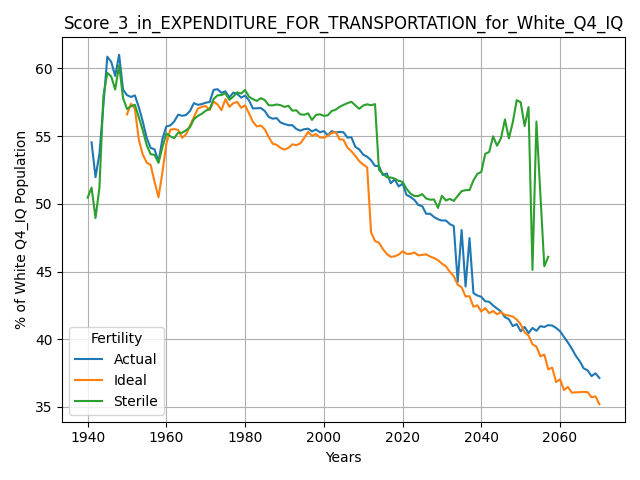 Score_3_in_EXPENDITURE_FOR_TRANSPORTATION_for_White_Q4_IQ
% of White Q4_IQ Population
60
55
50
45
40
35
Fertility
Actual
Ideal
Sterile
1940 1960 1980 2000 2020 2040 2060
Years